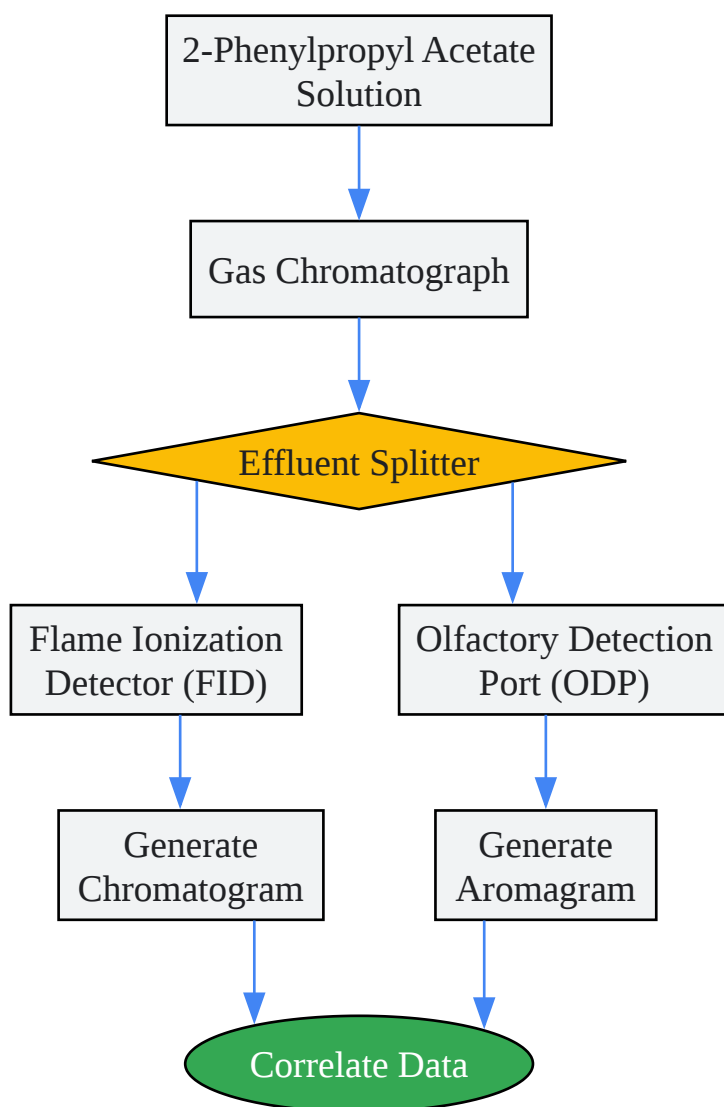 2-Phenylpropyl Acetate
Solution
Gas Chromatograph
Effluent Splitter
Flame Ionization
Detector (FID)
Olfactory Detection
Port (ODP)
Generate
Chromatogram
Generate
Aromagram
Correlate Data